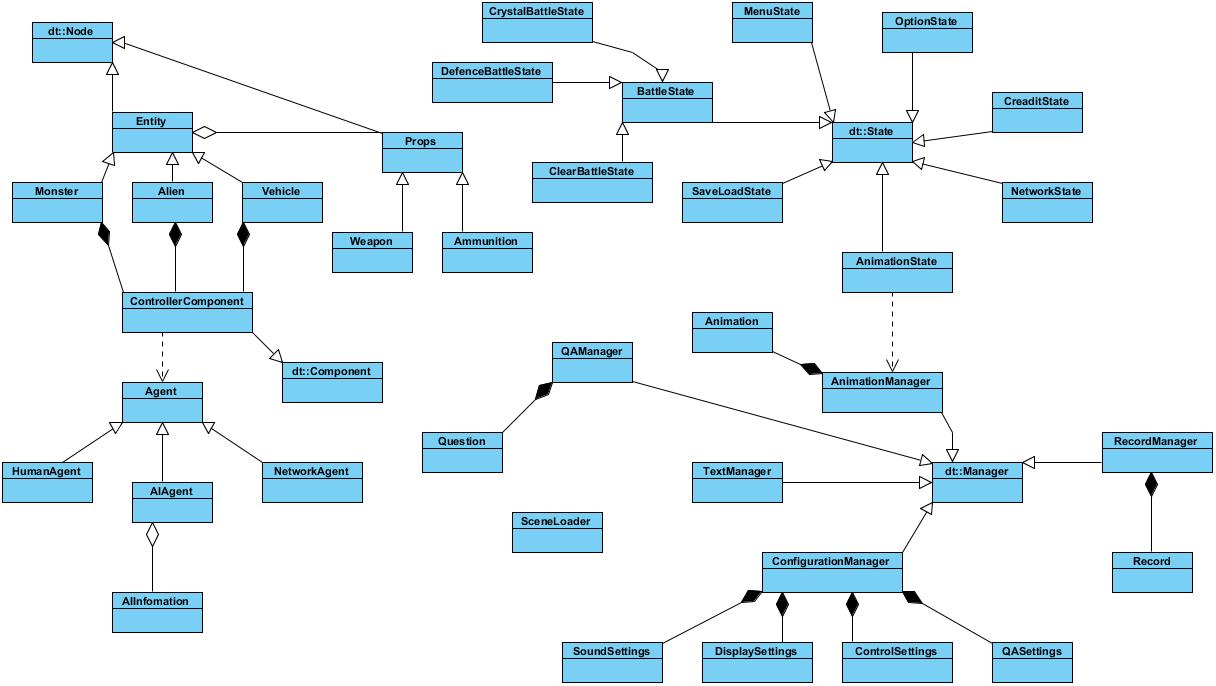 CrystalBattleState
MenuState
OptionState
dt::Node
DefenceBattleState
BattleState
CreaditState
Entity
dt::State
Props
ClearBattleState
Monster
Alien
Vehicle
SaveLoadState
NetworkState
Weapon
Ammunition
AnimationState
ControllerComponent
Animation
QAManager
dt::Component
AnimationManager
Agent
Question
RecordManager
HumanAgent
NetworkAgent
TextManager
dt::Manager
AIAgent
SceneLoader
ConfigurationManager
Record
AIInfomation
SoundSettings
DisplaySettings
ControlSettings
QASettings